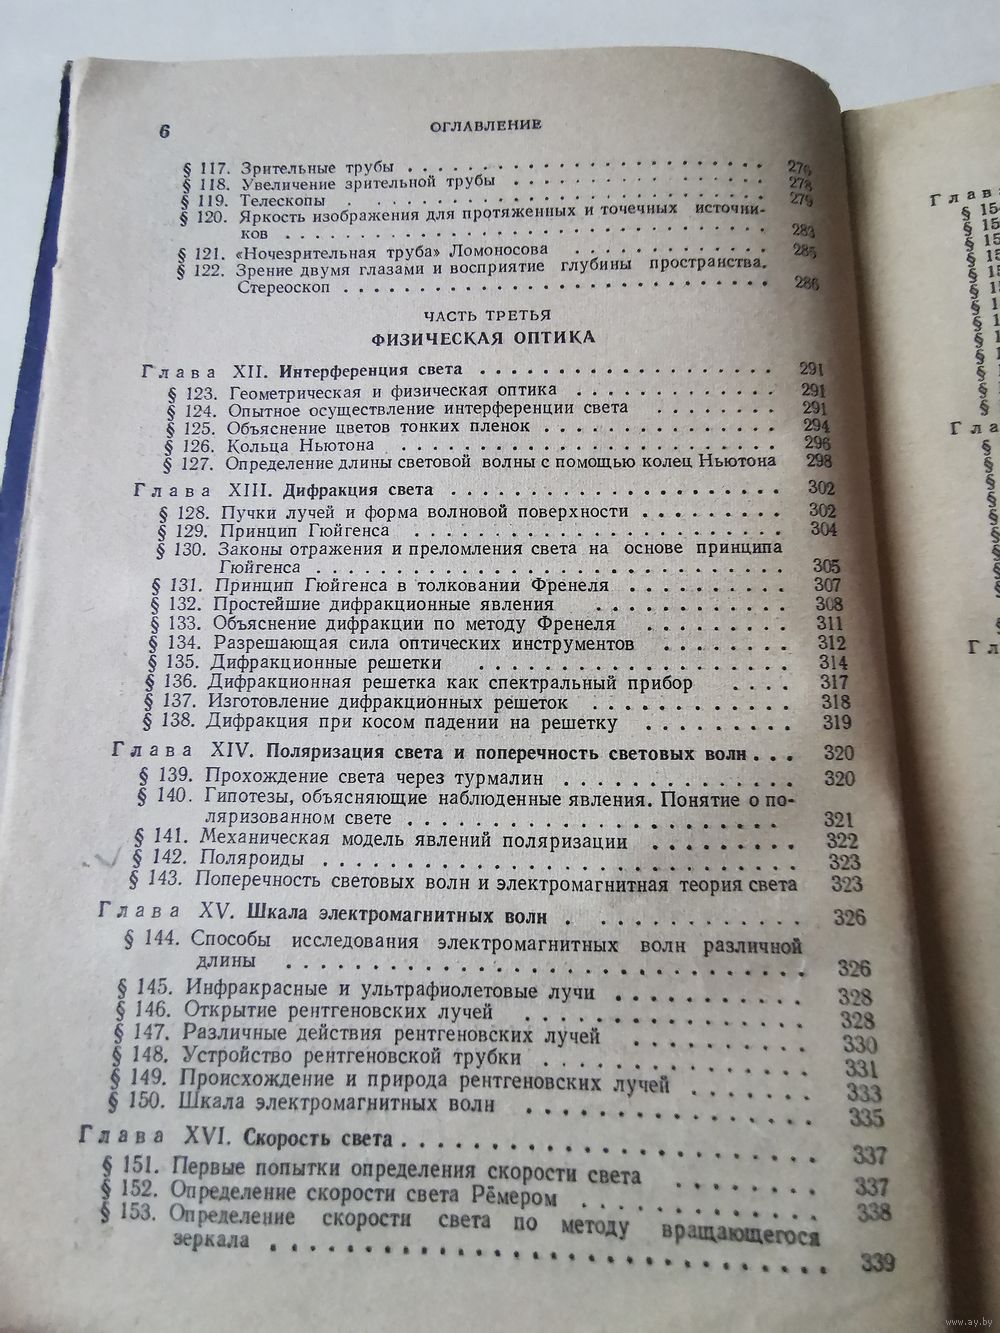 6 ОГЛАВЛЕНИЕ
§ 117. Зрительные трубы . . . . . . . . . . . . . . . . . . . . 276
§ 118. Увеличение зрительной трубы . . . . . . . . . . . . . . 278
§ 119. Телескопы . . . . . . . . . . . . . . . . . . . . . . . 279
§ 120. Яркость изображения для протяженных и точечных источни-
ков . . . . . . . . . . . . . . . . . . . . . . . . . . 283
§ 121. «Ночезрительная труба» Ломоносова . . . . . . . . . . 285
§ 122. Зрение двумя глазами и восприятие глубины пространства.
Стереоскоп . . . . . . . . . . . . . . . . . . . . . . . 286
ЧАСТЬ ТРЕТЬЯ
ФИЗИЧЕСКАЯ ОПТИКА
Глава XII. Интерференция света . . . . . . . . . . . . . . . . 291
§ 123. Геометрическая и физическая оптика . . . . . . . . . . 291
§ 124. Опытное осуществление интерференции света . . . . . . 291
§ 125. Объяснение цветов тонких пленок . . . . . . . . . . . . 294
§ 126. Кольца Ньютона . . . . . . . . . . . . . . . . . . . . 296
§ 127. Определение длины световой волны с помощью колец Ньютона 298
Глава XIII. Дифракция света . . . . . . . . . . . . . . . . . . 302
§ 128. Пучки лучей и форма волновой поверхности . . . . . . . 302
§ 129. Принцип Гюйгенса . . . . . . . . . . . . . . . . . . . 304
§ 130. Законы отражения и преломления света на основе принципа
Гюйгенса . . . . . . . . . . . . . . . . . . . . . . . . 305
§ 131. Принцип Гюйгенса в толковании Френеля . . . . . . . . 307
§ 132. Простейшие дифракционные явления . . . . . . . . . . 308
§ 133. Объяснение дифракции по методу Френеля . . . . . . . 311
§ 134. Разрешающая сила оптических инструментов . . . . . . 312
§ 135. Дифракционные решетки . . . . . . . . . . . . . . . . 314
§ 136. Дифракционная решетка как спектральный прибор . . . . 317
§ 137. Изготовление дифракционных решеток . . . . . . . . . . 318
§ 138. Дифракция при косом падении на решетку . . . . . . . . 319
Глава XIV. Поляризация света и поперечность световых волн . . . 320
§ 139. Прохождение света через турмалин . . . . . . . . . . . 320
§ 140. Гипотезы, объясняющие наблюденные явления. Понятие о по-
ляризованном свете . . . . . . . . . . . . . . . . . . . 321
§ 141. Механическая модель явлений поляризации . . . . . . . . 322
§ 142. Поляроиды . . . . . . . . . . . . . . . . . . . . . . . 323
§ 143. Поперечность световых волн и электромагнитная теория света 323
Глава XV. Шкала электромагнитных волн . . . . . . . . . . . . 326
§ 144. Способы исследования электромагнитных волн различной
длины . . . . . . . . . . . . . . . . . . . . . . . . . . 326
§ 145. Инфракрасные и ультрафиолетовые лучи . . . . . . . . . 328
§ 146. Открытие рентгеновских лучей . . . . . . . . . . . . . 328
§ 147. Различные действия рентгеновских лучей . . . . . . . . 330
§ 148. Устройство рентгеновской трубки . . . . . . . . . . . . 331
§ 149. Происхождение и природа рентгеновских лучей . . . . . . 333
§ 150. Шкала электромагнитных волн . . . . . . . . . . . . . . 335
Глава XVI. Скорость света . . . . . . . . . . . . . . . . . . . 337
§ 151. Первые попытки определения скорости света . . . . . . . 337
§ 152. Определение скорости света Рёмером . . . . . . . . . . 338
§ 153. Определение скорости света по методу вращающегося
зеркала . . . . . . . . . . . . . . . . . . . . . . . . . 339
www.ay.by